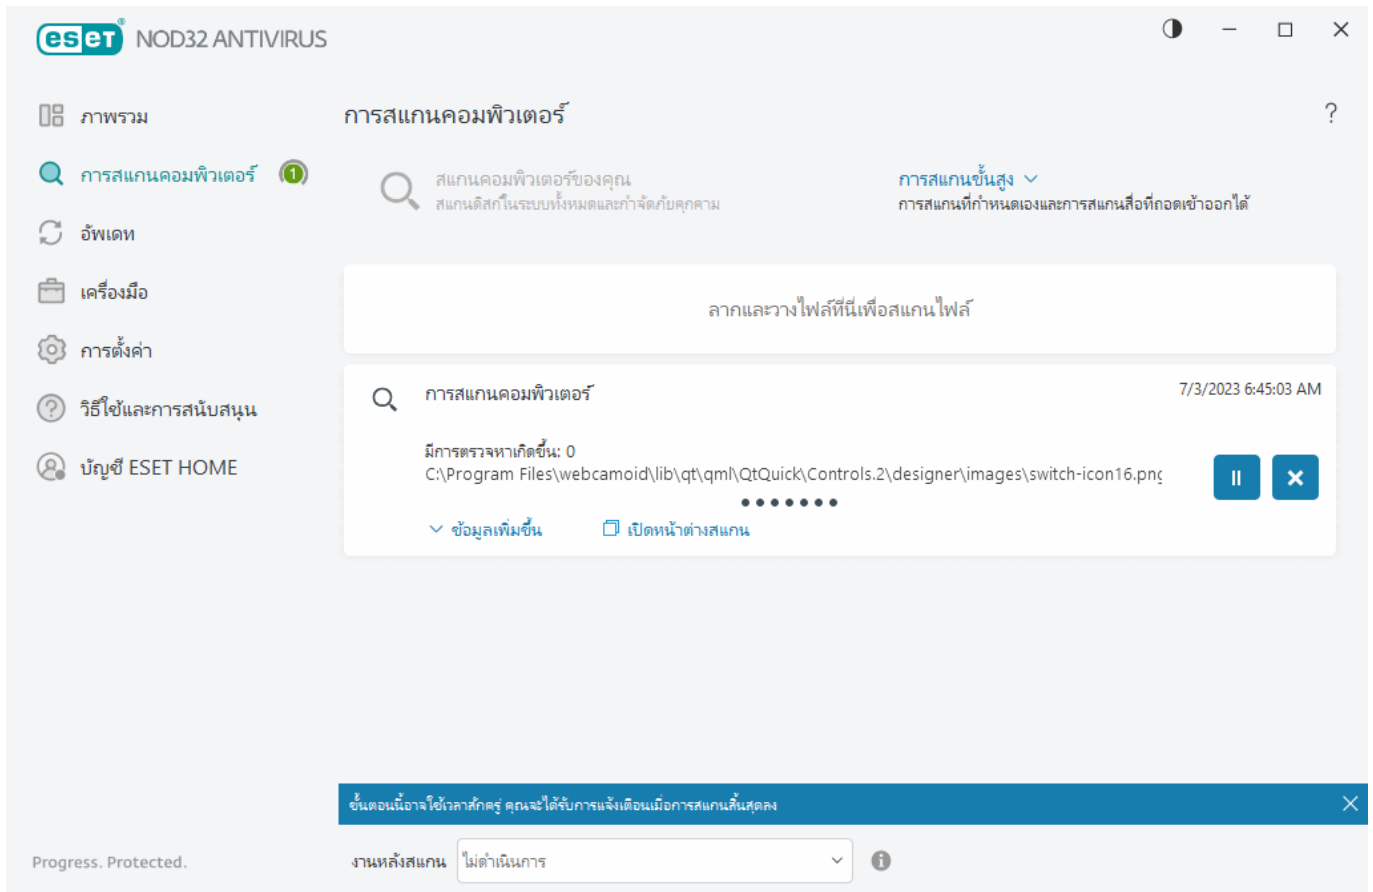 eset® NOD32 ANTIVIRUS
ภาพรวม
การสแกนคอมพิวเตอร์ 1
อัพเดท
เครื่องมือ
การตั้งค่า
วิธีใช้และการสนับสนุน
บัญชี ESET HOME
Progress. Protected.
การสแกนคอมพิวเตอร์
?
สแกนคอมพิวเตอร์ของคุณ
สแกนดิสก์ในระบบทั้งหมดและกำจัดภัยคุกคาม
การสแกนขั้นสูง
การสแกนที่กำหนดเองและการสแกนสื่อที่ถอดเข้าออกได้
ลากและวางไฟล์ที่นี่เพื่อสแกนไฟล์
การสแกนคอมพิวเตอร์ 7/3/2023 6:45:03 AM
มีการตรวจหาเกิดขึ้น: 0
C:\Program Files\webcamoid\lib\qt\qml\QtQuick\Controls.2\designer\images\switch-icon16.png
ข้อมูลเพิ่มขึ้น เปิดหน้าต่างสแกน
ขั้นตอนนี้อาจใช้เวลาสักครู่ คุณจะได้รับการแจ้งเตือนเมื่อการสแกนสิ้นสุดลง
งานหลังสแกน ไม่ดำเนินการ